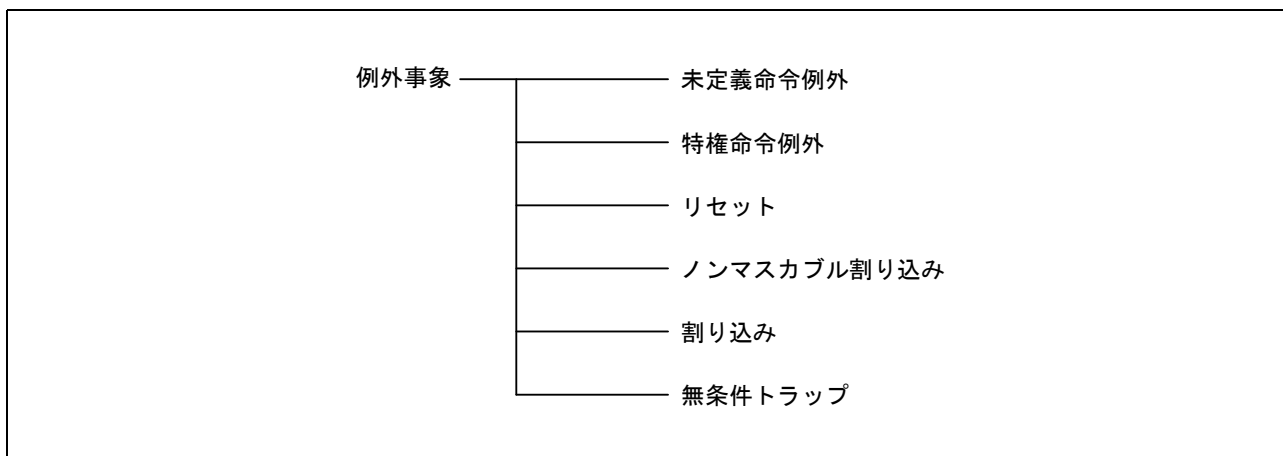 例外事象
未定義命令例外
特権命令例外
リセット
ノンマスカブル割り込み
割り込み
無条件トラップ